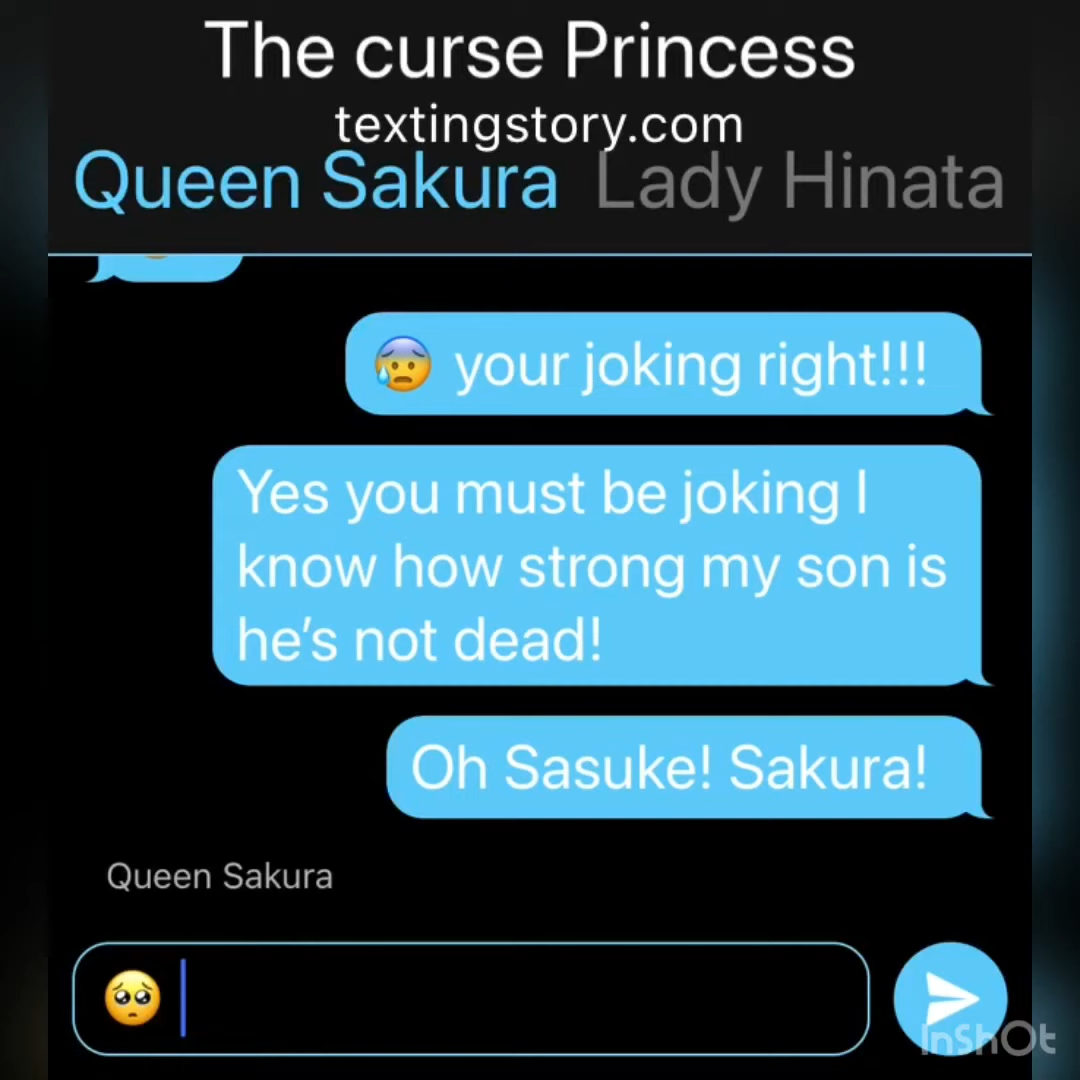 The curse Princess
textingstory.com
Queen Sakura Lady Hinata
😰 your joking right!!!
Yes you must be joking I
know how strong my son is
he's not dead!
Oh Sasuke! Sakura!
Queen Sakura
🥺
InShOt